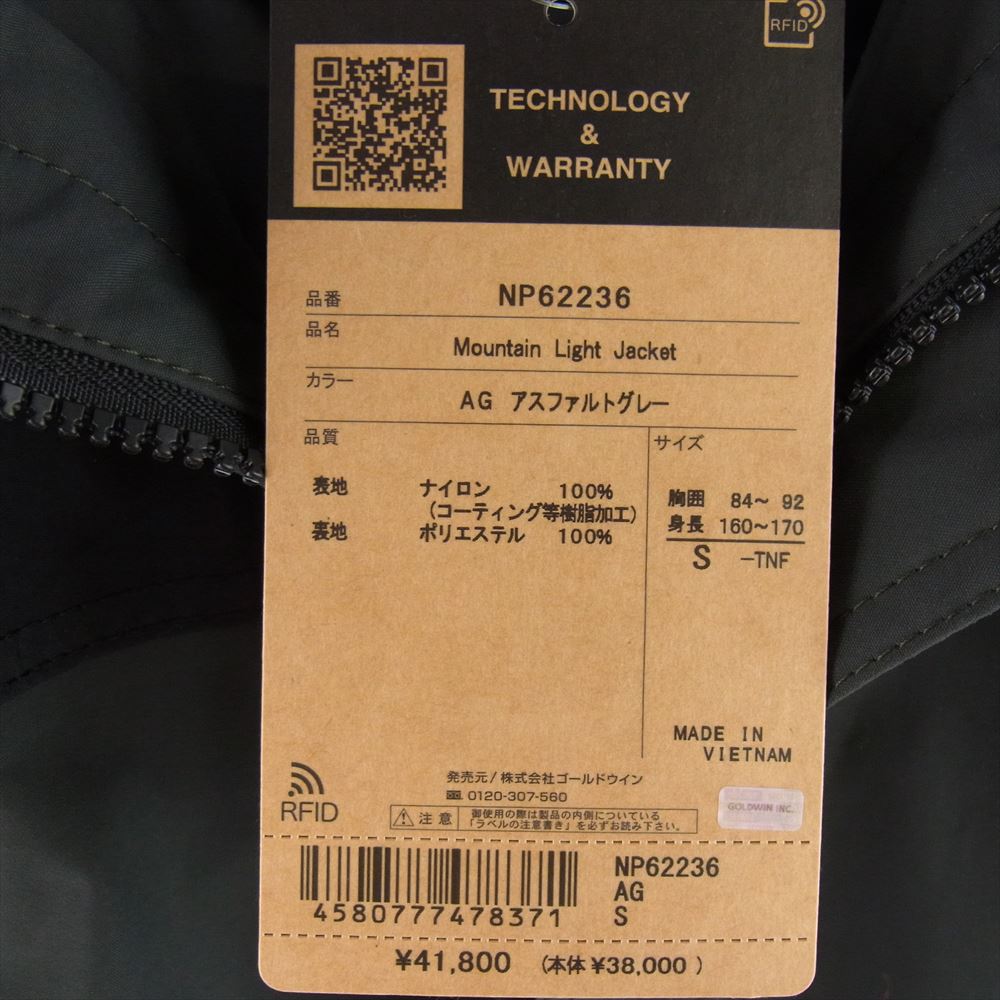 RFID
TECHNOLOGY
&
WARRANTY
品番 NP62236
品名
Mountain Light Jacket
カラー
AG アスファルトグレー
品質
表地 ナイロン 100%
(コーティング等樹脂加工)
裏地 ポリエステル 100%
サイズ
胸囲 84〜 92
身長 160〜170
S -TNF
MADE IN
VIETNAM
発売元/株式会社ゴールドウイン
0120-307-560
RFID
注意 御使用の際は製品の内側についている
「ラベルの注意書き」を必ずお読み下さい。
GOLDWIN INC.
4580777478371
NP62236
AG
S
¥41,800 (本体 ¥38,000 )